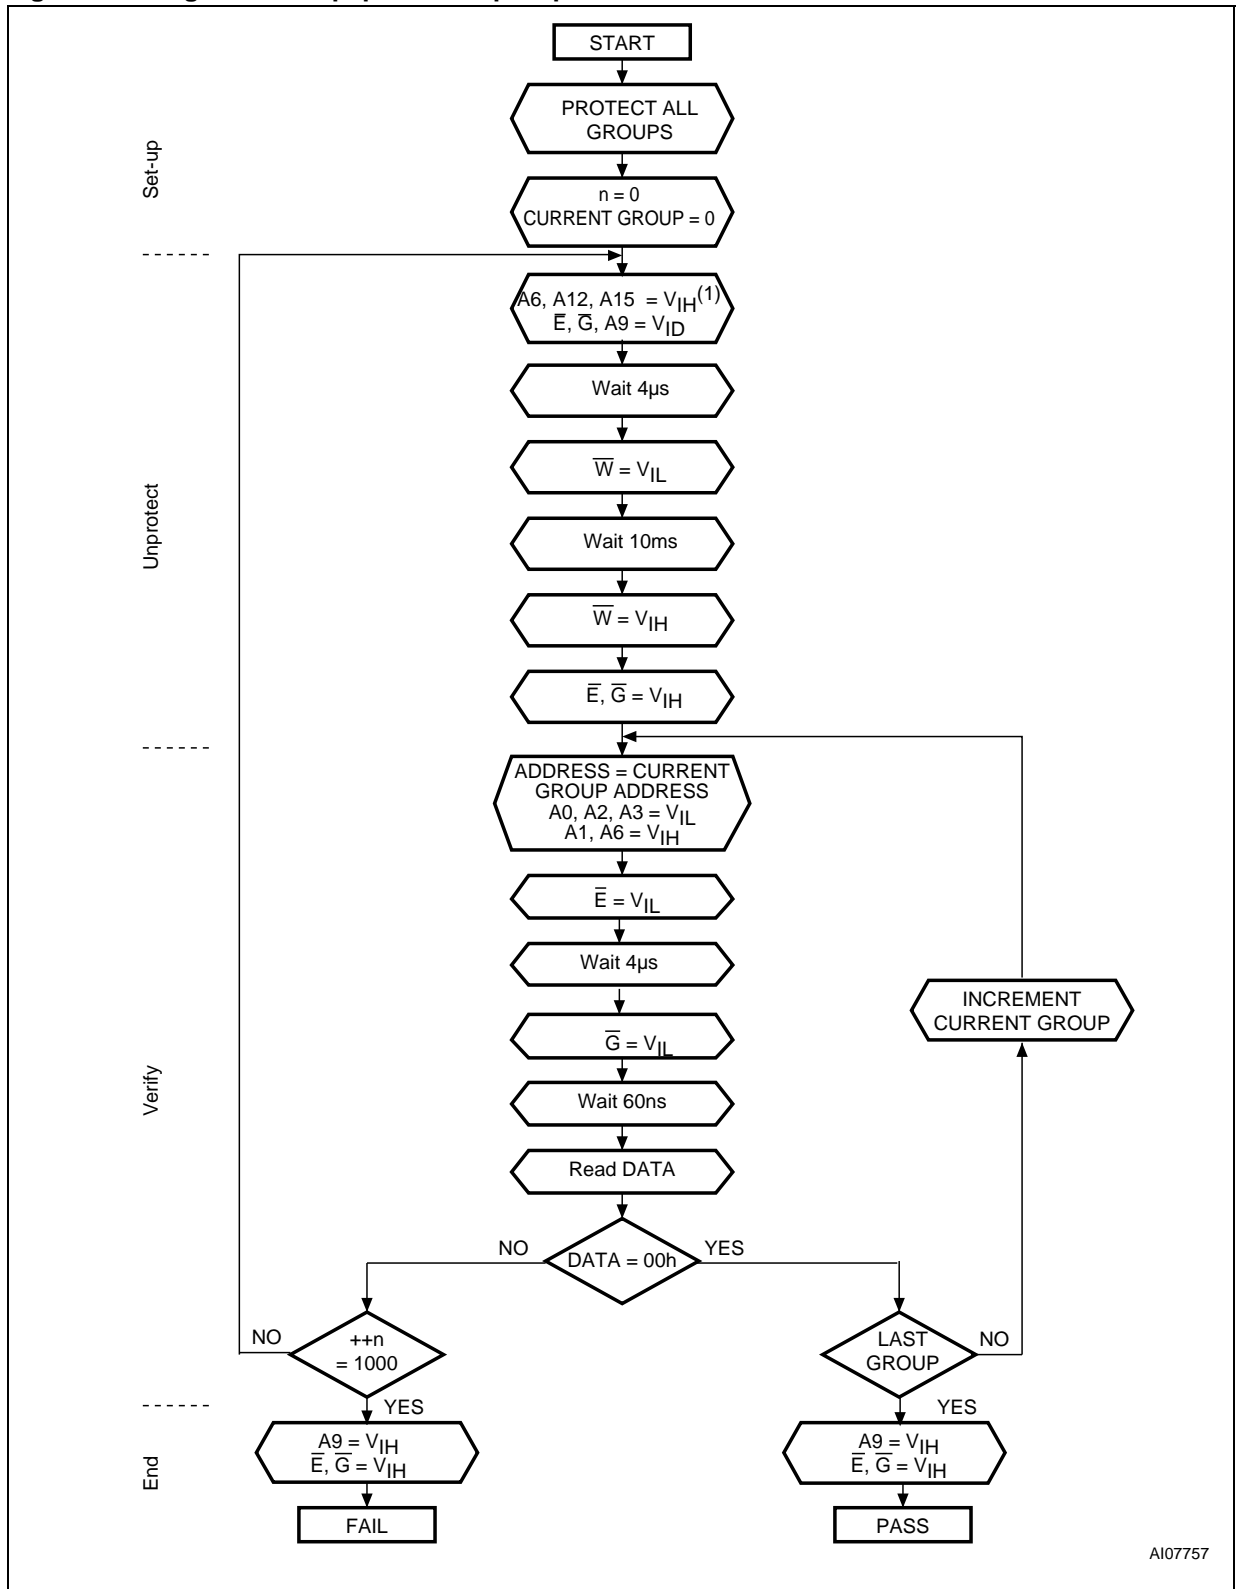 START
PROTECT ALL
GROUPS
Set-up
n = 0
CURRENT GROUP = 0
A6, A12, A15 = VIH(1)
E̅, G̅, A9 = VID
Wait 4µs
W̅ = VIL
Unprotect
Wait 10ms
W̅ = VIH
E̅, G̅ = VIH
ADDRESS = CURRENT
GROUP ADDRESS
A0, A2, A3 = VIL
A1, A6 = VIH
E̅ = VIL
Wait 4µs
INCREMENT
CURRENT GROUP
G̅ = VIL
Verify
Wait 60ns
Read DATA
NO
DATA = 00h
YES
NO
++n
= 1000
LAST
GROUP
NO
YES
YES
End
A9 = VIH
E̅, G̅ = VIH
A9 = VIH
E̅, G̅ = VIH
FAIL
PASS
AI07757